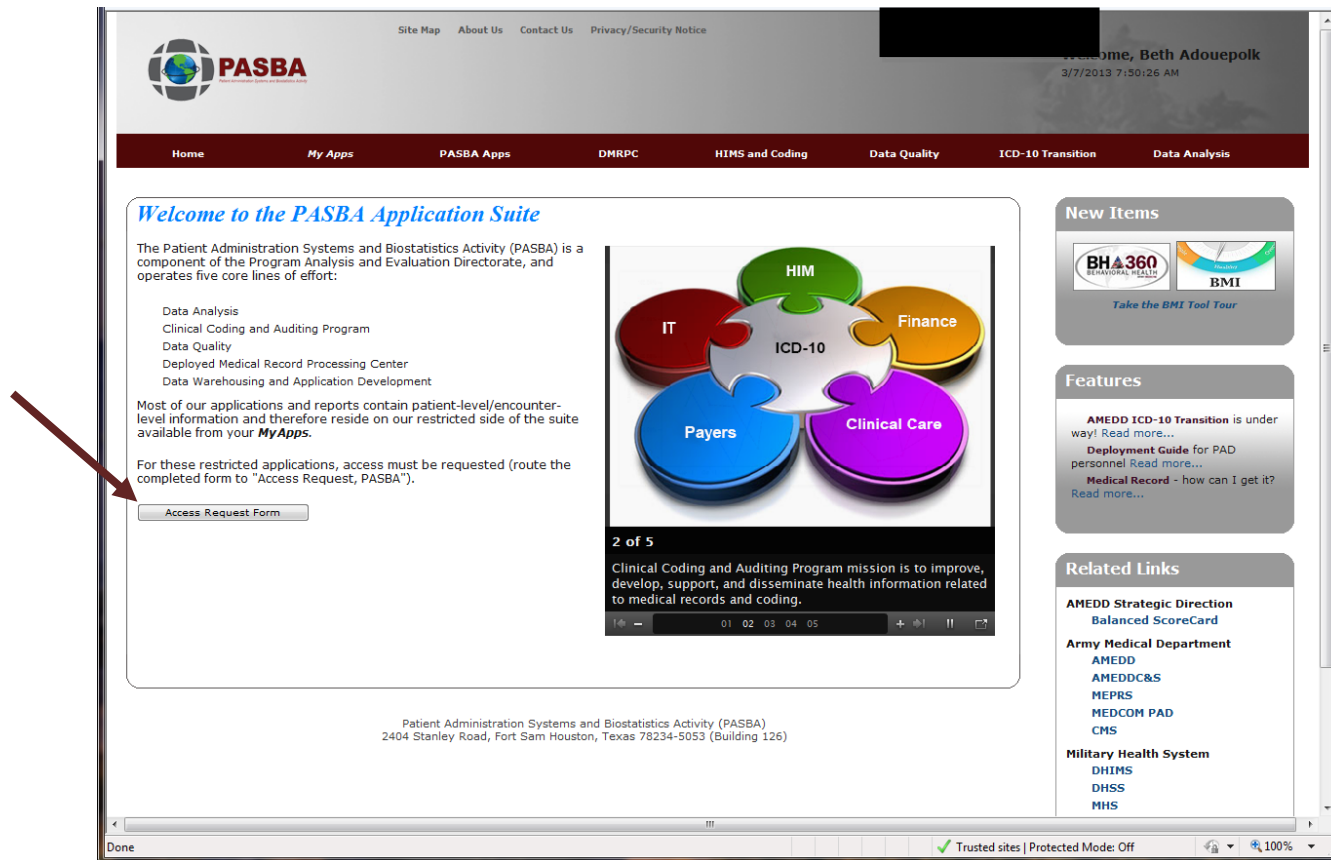 Site Map About Us Contact Us Privacy/Security Notice
PASBA
Welcome, Beth Adouepolk
3/7/2013 7:50:26 AM
Home My Apps PASBA Apps DMRPC HIMS and Coding Data Quality ICD-10 Transition Data Analysis
Welcome to the PASBA Application Suite
The Patient Administration Systems and Biostatistics Activity (PASBA) is a
component of the Program Analysis and Evaluation Directorate, and
operates five core lines of effort:
Data Analysis
Clinical Coding and Auditing Program
Data Quality
Deployed Medical Record Processing Center
Data Warehousing and Application Development
Most of our applications and reports contain patient-level/encounter-
level information and therefore reside on our restricted side of the suite
available from your MyApps.
For these restricted applications, access must be requested (route the
completed form to "Access Request, PASBA").
Access Request Form
HIM
IT
Finance
ICD-10
Payers
Clinical Care
2 of 5
Clinical Coding and Auditing Program mission is to improve,
develop, support, and disseminate health information related
to medical records and coding.
01 02 03 04 05
New Items
BH 360
BEHAVIORAL HEALTH
BMI
Take the BMI Tool Tour
Features
AMEDD ICD-10 Transition is under
way! Read more...
Deployment Guide for PAD
personnel Read more...
Medical Record - how can I get it?
Read more...
Related Links
AMEDD Strategic Direction
Balanced ScoreCard
Army Medical Department
AMEDD
AMEDDC&S
MEPRS
MEDCOM PAD
CMS
Military Health System
DHIMS
DHSS
MHS
Patient Administration Systems and Biostatistics Activity (PASBA)
2404 Stanley Road, Fort Sam Houston, Texas 78234-5053 (Building 126)
Done
Trusted sites | Protected Mode: Off
100%